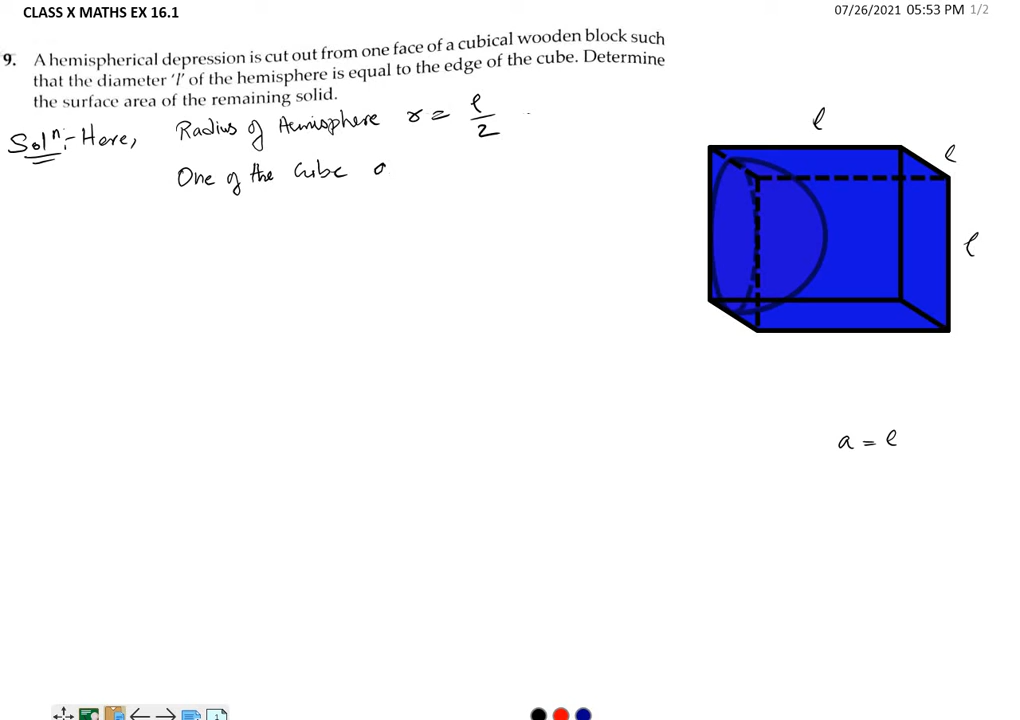 CLASS X MATHS EX 16.1
07/26/2021 05:53 PM 1/2
9. A hemispherical depression is cut out from one face of a cubical wooden block such
that the diameter 'l' of the hemisphere is equal to the edge of the cube. Determine
the surface area of the remaining solid.
Solⁿ:- Here, Radius of Hemisphere r = l/2
One of the Cube a
l
l
l
a = l
1